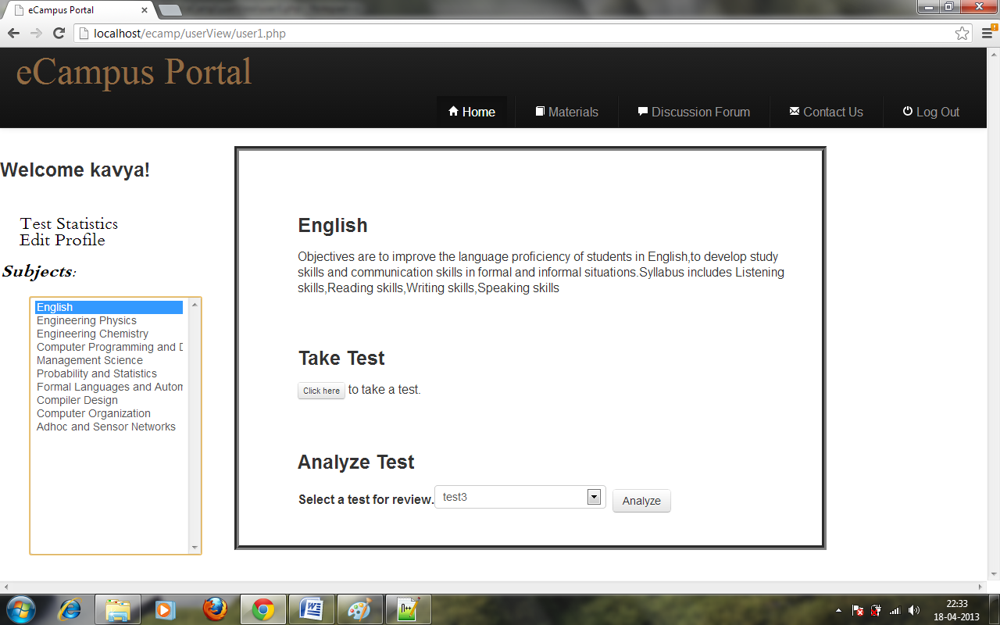 eCampus Portal
localhost/ecamp/userView/user1.php
eCampus Portal
Home
Materials
Discussion Forum
Contact Us
Log Out
Welcome kavya!
Test Statistics
Edit Profile
Subjects:
English
Engineering Physics
Engineering Chemistry
Computer Programming and D
Management Science
Probability and Statistics
Formal Languages and Autom
Compiler Design
Computer Organization
Adhoc and Sensor Networks
English
Objectives are to improve the language proficiency of students in English,to develop study
skills and communication skills in formal and informal situations.Syllabus includes Listening
skills,Reading skills,Writing skills,Speaking skills
Take Test
Click here to take a test.
Analyze Test
Select a test for review. test3 Analyze
22:33
18-04-2013